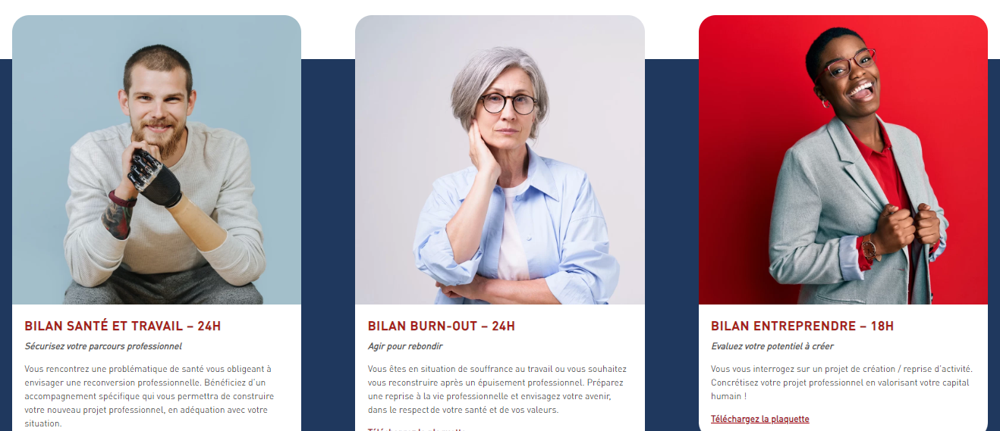 BILAN SANTÉ ET TRAVAIL – 24H
Sécurisez votre parcours professionnel
Vous rencontrez une problématique de santé vous obligeant à
envisager une reconversion professionnelle. Bénéficiez d'un
accompagnement spécifique qui vous permettra de construire
votre nouveau projet professionnel, en adéquation avec votre
situation.
BILAN BURN-OUT – 24H
Agir pour rebondir
Vous êtes en situation de souffrance au travail ou vous souhaitez
vous reconstruire après un épuisement professionnel. Préparez
une reprise à la vie professionnelle et envisagez votre avenir,
dans le respect de votre santé et de vos valeurs.
BILAN ENTREPRENDRE – 18H
Evaluez votre potentiel à créer
Vous vous interrogez sur un projet de création / reprise d'activité.
Concrétisez votre projet professionnel en valorisant votre capital
humain !
Téléchargez la plaquette